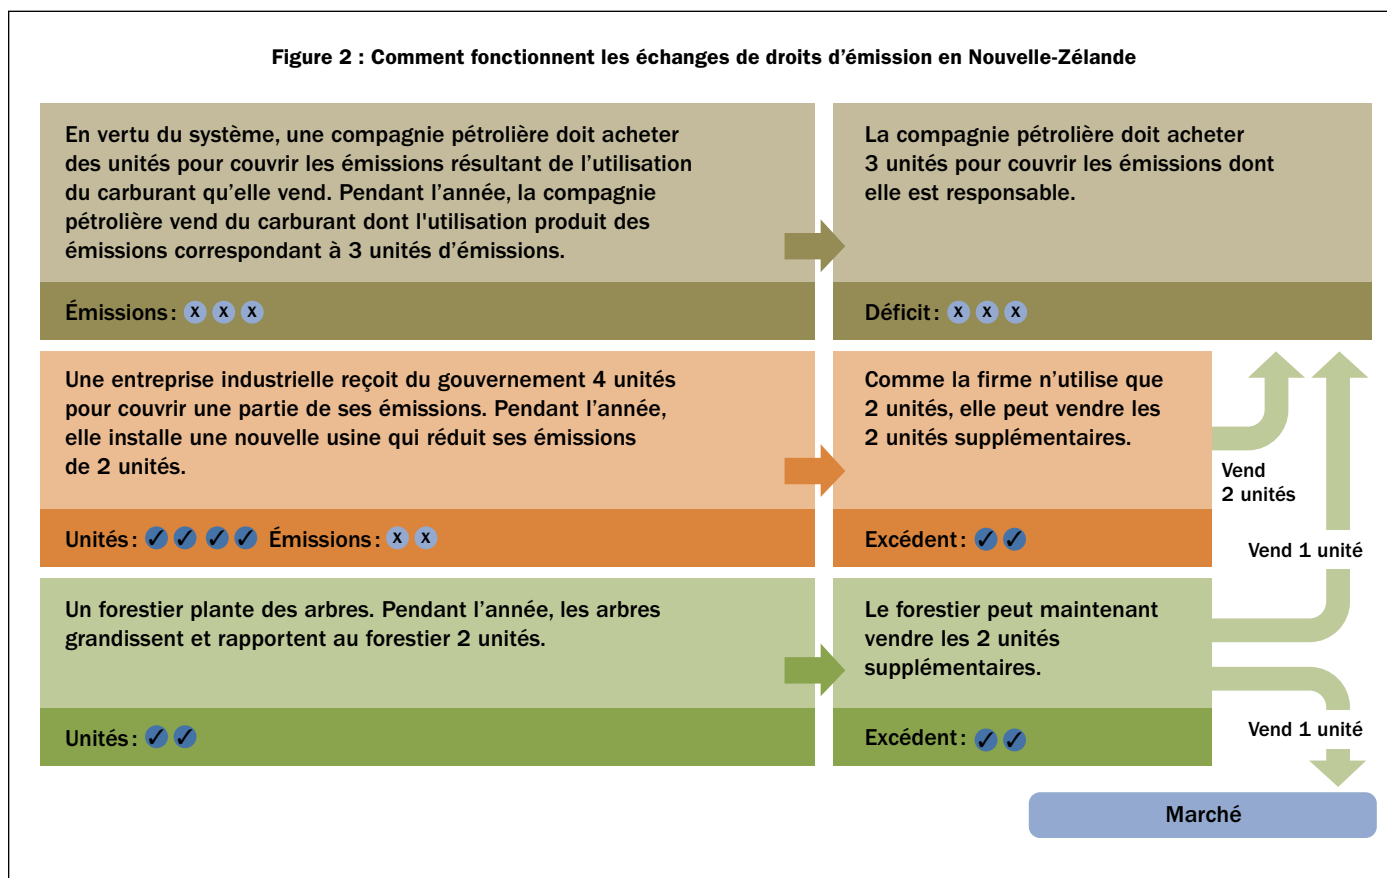 Figure 2 : Comment fonctionnent les échanges de droits d’émission en Nouvelle-Zélande
En vertu du système, une compagnie pétrolière doit acheter
des unités pour couvrir les émissions résultant de l’utilisation
du carburant qu’elle vend. Pendant l’année, la compagnie
pétrolière vend du carburant dont l'utilisation produit des
émissions correspondant à 3 unités d’émissions.
Émissions : x x x
La compagnie pétrolière doit acheter
3 unités pour couvrir les émissions dont
elle est responsable.
Déficit : x x x
Une entreprise industrielle reçoit du gouvernement 4 unités
pour couvrir une partie de ses émissions. Pendant l’année,
elle installe une nouvelle usine qui réduit ses émissions
de 2 unités.
Unités : ✓ ✓ ✓ ✓ Émissions : x x
Comme la firme n’utilise que
2 unités, elle peut vendre les
2 unités supplémentaires.
Excédent : ✓ ✓
Vend
2 unités
Vend 1 unité
Un forestier plante des arbres. Pendant l’année, les arbres
grandissent et rapportent au forestier 2 unités.
Unités : ✓ ✓
Le forestier peut maintenant
vendre les 2 unités
supplémentaires.
Excédent : ✓ ✓
Vend 1 unité
Marché